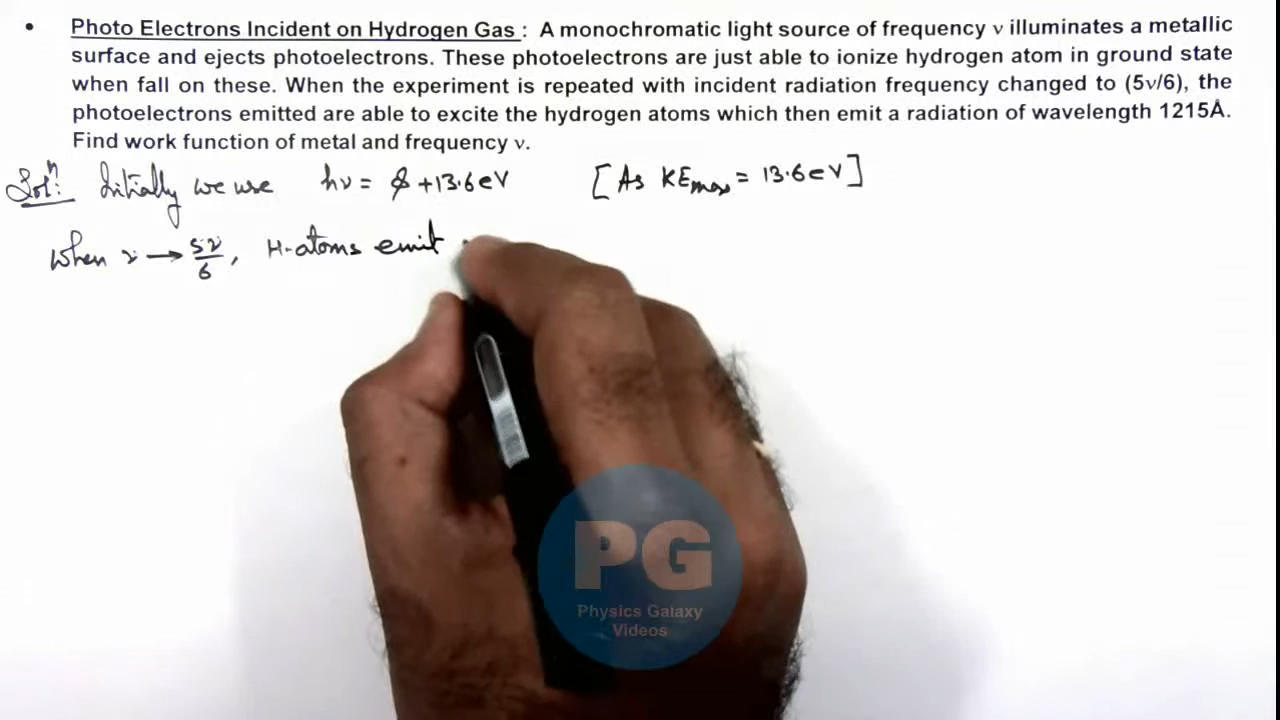 • Photo Electrons Incident on Hydrogen Gas : A monochromatic light source of frequency ν illuminates a metallic
surface and ejects photoelectrons. These photoelectrons are just able to ionize hydrogen atom in ground state
when fall on these. When the experiment is repeated with incident radiation frequency changed to (5ν/6), the
photoelectrons emitted are able to excite the hydrogen atoms which then emit a radiation of wavelength 1215Å.
Find work function of metal and frequency ν.
Solⁿ: Initially we use hν = φ + 13.6eV [As KEmax = 13.6eV]
When ν → 5ν/6, H-atoms emit
PG
Physics Galaxy
Videos